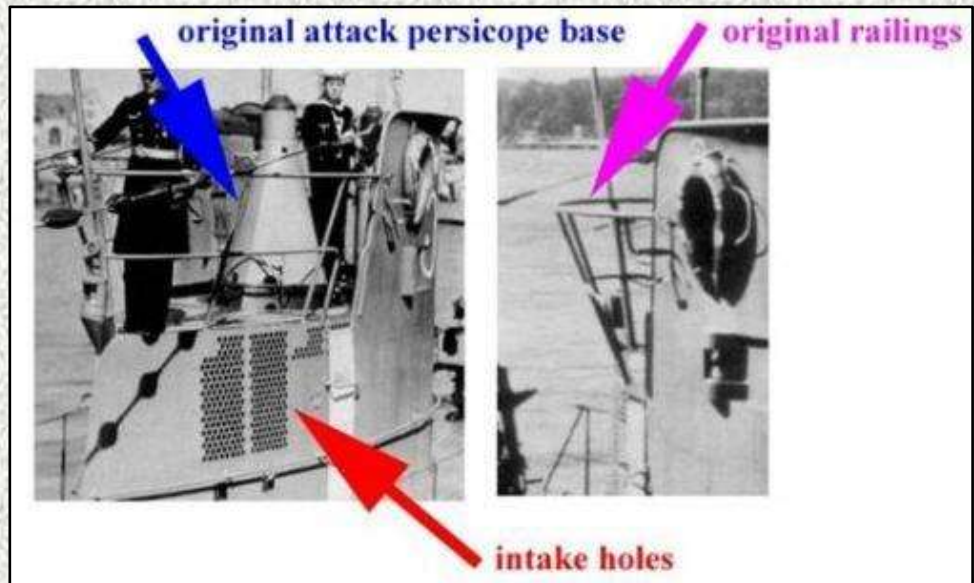 original attack persicope base
original railings
intake holes